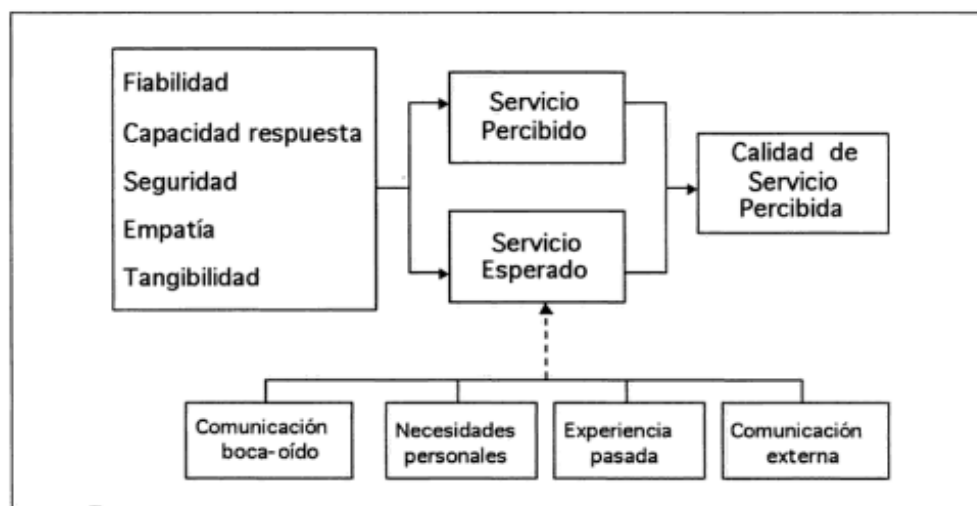 Fiabilidad
Capacidad respuesta
Seguridad
Empatía
Tangibilidad
Servicio
Percibido
Servicio
Esperado
Calidad de
Servicio
Percibida
Comunicación
boca-oído
Necesidades
personales
Experiencia
pasada
Comunicación
externa